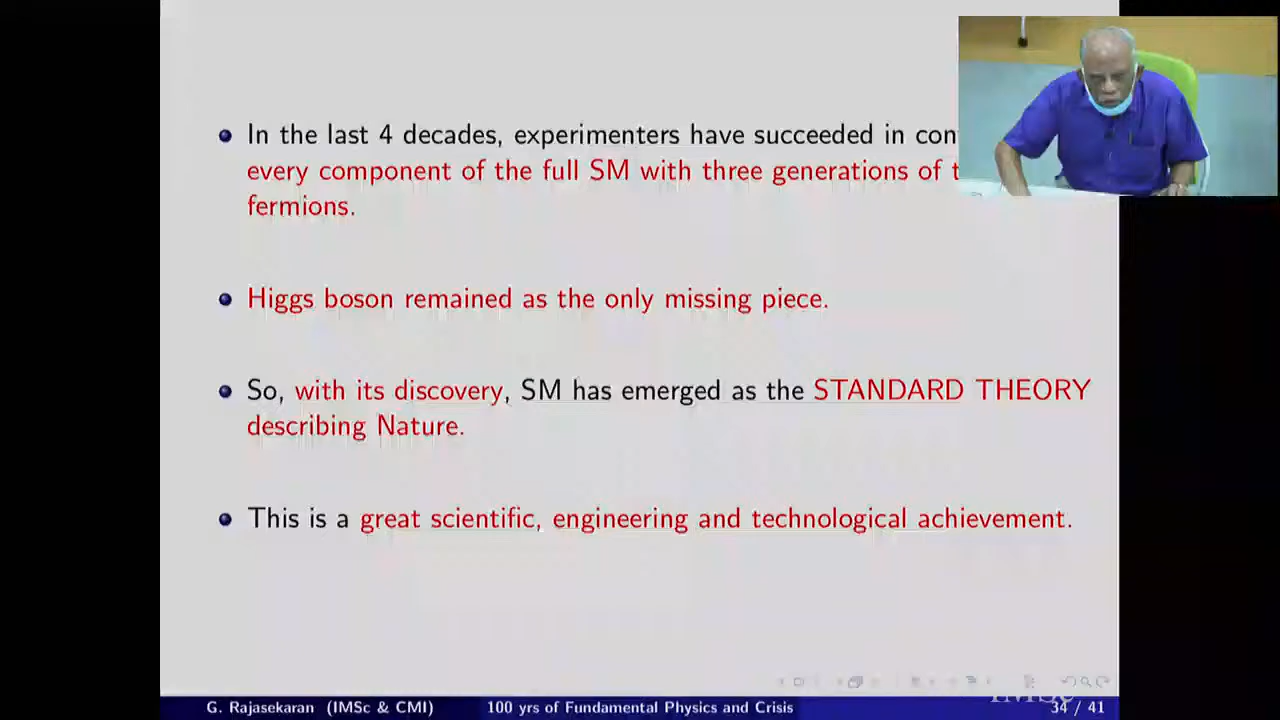 In the last 4 decades, experimenters have succeeded in
every component of the full SM with three generations of
fermions.
Higgs boson remained as the only missing piece.
So, with its discovery, SM has emerged as the STANDARD THEORY
describing Nature.
This is a great scientific, engineering and technological achievement.
IMSc
G. Rajasekaran (IMSc & CMI) 100 yrs of Fundamental Physics and Crisis 34 / 41